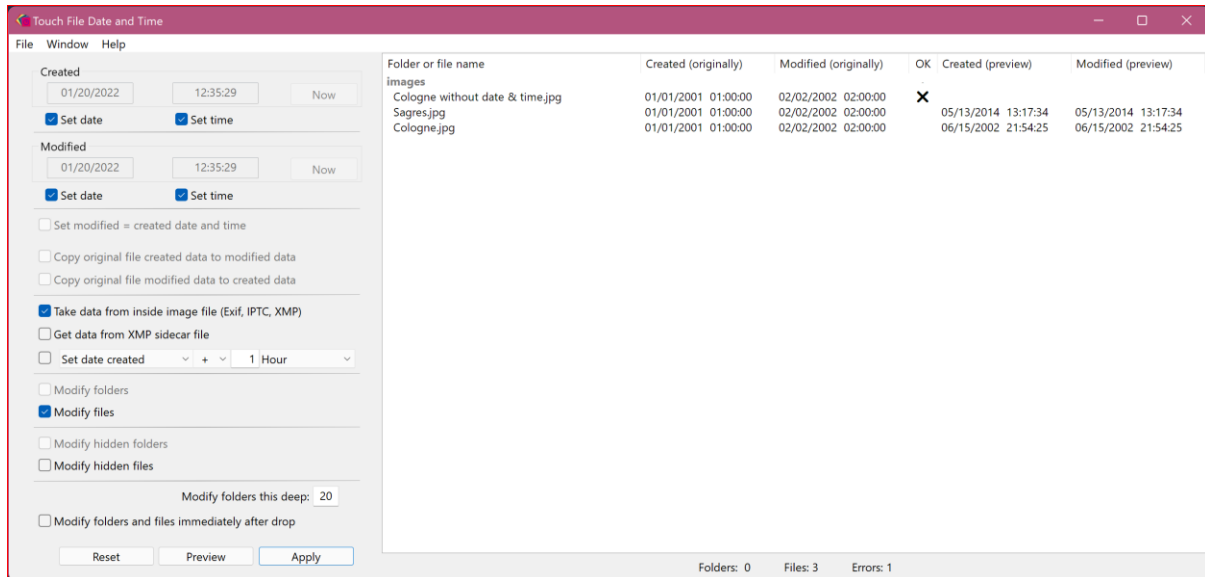 Touch File Date and Time
File Window Help
Created
01/20/2022 12:35:29 Now
Set date Set time
Modified
01/20/2022 12:35:29 Now
Set date Set time
Set modified = created date and time
Copy original file created data to modified data
Copy original file modified data to created data
Take data from inside image file (Exif, IPTC, XMP)
Get data from XMP sidecar file
Set date created + 1 Hour
Modify folders
Modify files
Modify hidden folders
Modify hidden files
Modify folders this deep: 20
Modify folders and files immediately after drop
Reset Preview Apply
Folder or file name Created (originally) Modified (originally) OK Created (preview) Modified (preview)
images
Cologne without date & time.jpg 01/01/2001 01:00:00 02/02/2002 02:00:00
Sagres.jpg 01/01/2001 01:00:00 02/02/2002 02:00:00 05/13/2014 13:17:34 05/13/2014 13:17:34
Cologne.jpg 01/01/2001 01:00:00 02/02/2002 02:00:00 06/15/2002 21:54:25 06/15/2002 21:54:25
Folders: 0 Files: 3 Errors: 1